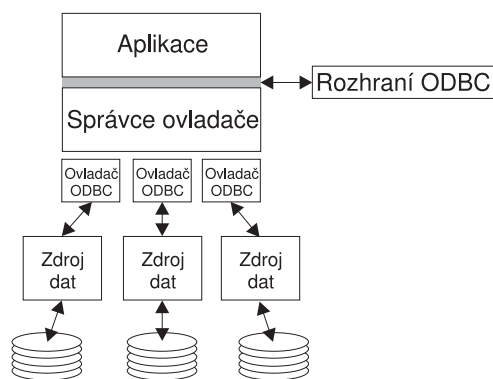 Aplikace
Rozhraní ODBC
Správce ovladače
Ovladač
ODBC
Ovladač
ODBC
Ovladač
ODBC
Zdroj
dat
Zdroj
dat
Zdroj
dat